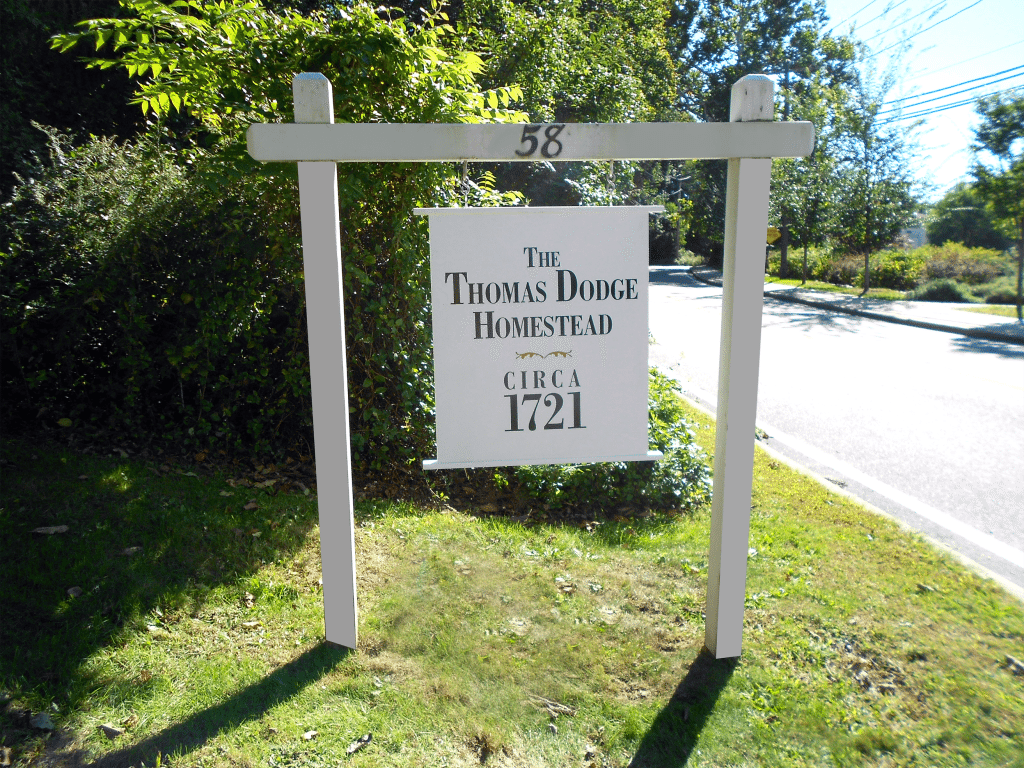 58
THE
THOMAS DODGE
HOMESTEAD
CIRCA
1721